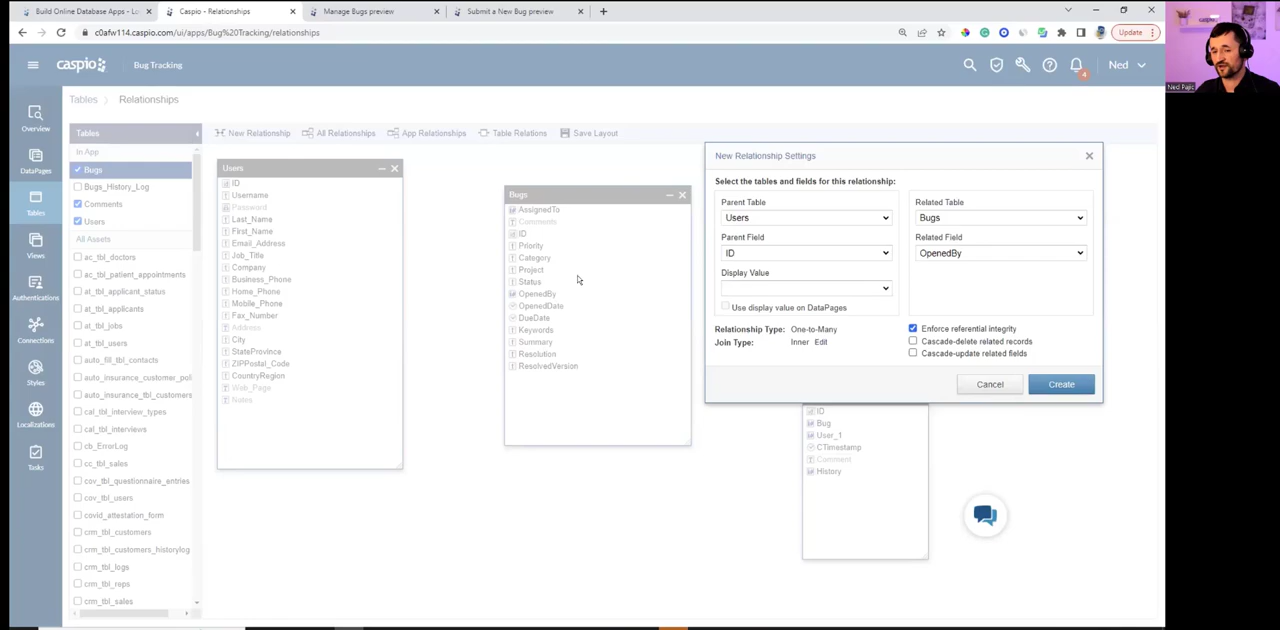 Build Online Database Apps - Lo
Caspio - Relationships
Manage Bugs preview
Submit a New Bug preview
c0afw114.caspio.com/ui/apps/Bug%20Tracking/relationships
Update
caspio
Bug Tracking
4
Ned
Ned Pajic
Overview
DataPages
Tables
Views
Authentications
Connections
Styles
Localizations
Tasks
Tables
Relationships
Tables
In App
Bugs
Bugs_History_Log
Comments
Users
All Assets
ac_tbl_doctors
ac_tbl_patient_appointments
at_tbl_applicant_status
at_tbl_applicants
at_tbl_jobs
at_tbl_users
auto_fill_tbl_contacts
auto_insurance_customer_pol
auto_insurance_tbl_customers
cal_tbl_interview_types
cal_tbl_interviews
cb_ErrorLog
cc_tbl_sales
cov_tbl_questionnaire_entries
cov_tbl_users
covid_attestation_form
crm_tbl_customers
crm_tbl_customers_historylog
crm_tbl_logs
crm_tbl_reps
crm_tbl_sales
New Relationship
All Relationships
App Relationships
Table Relations
Save Layout
Users
ID
Username
Password
Last_Name
First_Name
Email_Address
Job_Title
Company
Business_Phone
Home_Phone
Mobile_Phone
Fax_Number
Address
City
StateProvince
ZIPPostal_Code
CountryRegion
Web_Page
Notes
Bugs
AssignedTo
Comments
ID
Priority
Category
Project
Status
OpenedBy
OpenedDate
DueDate
Keywords
Summary
Resolution
ResolvedVersion
New Relationship Settings
Select the tables and fields for this relationship:
Parent Table
Users
Parent Field
ID
Display Value
Use display value on DataPages
Related Table
Bugs
Related Field
OpenedBy
Relationship Type: One-to-Many
Join Type: Inner Edit
Enforce referential integrity
Cascade-delete related records
Cascade-update related fields
Cancel
Create
ID
Bug
User_1
CTimestamp
Comment
History